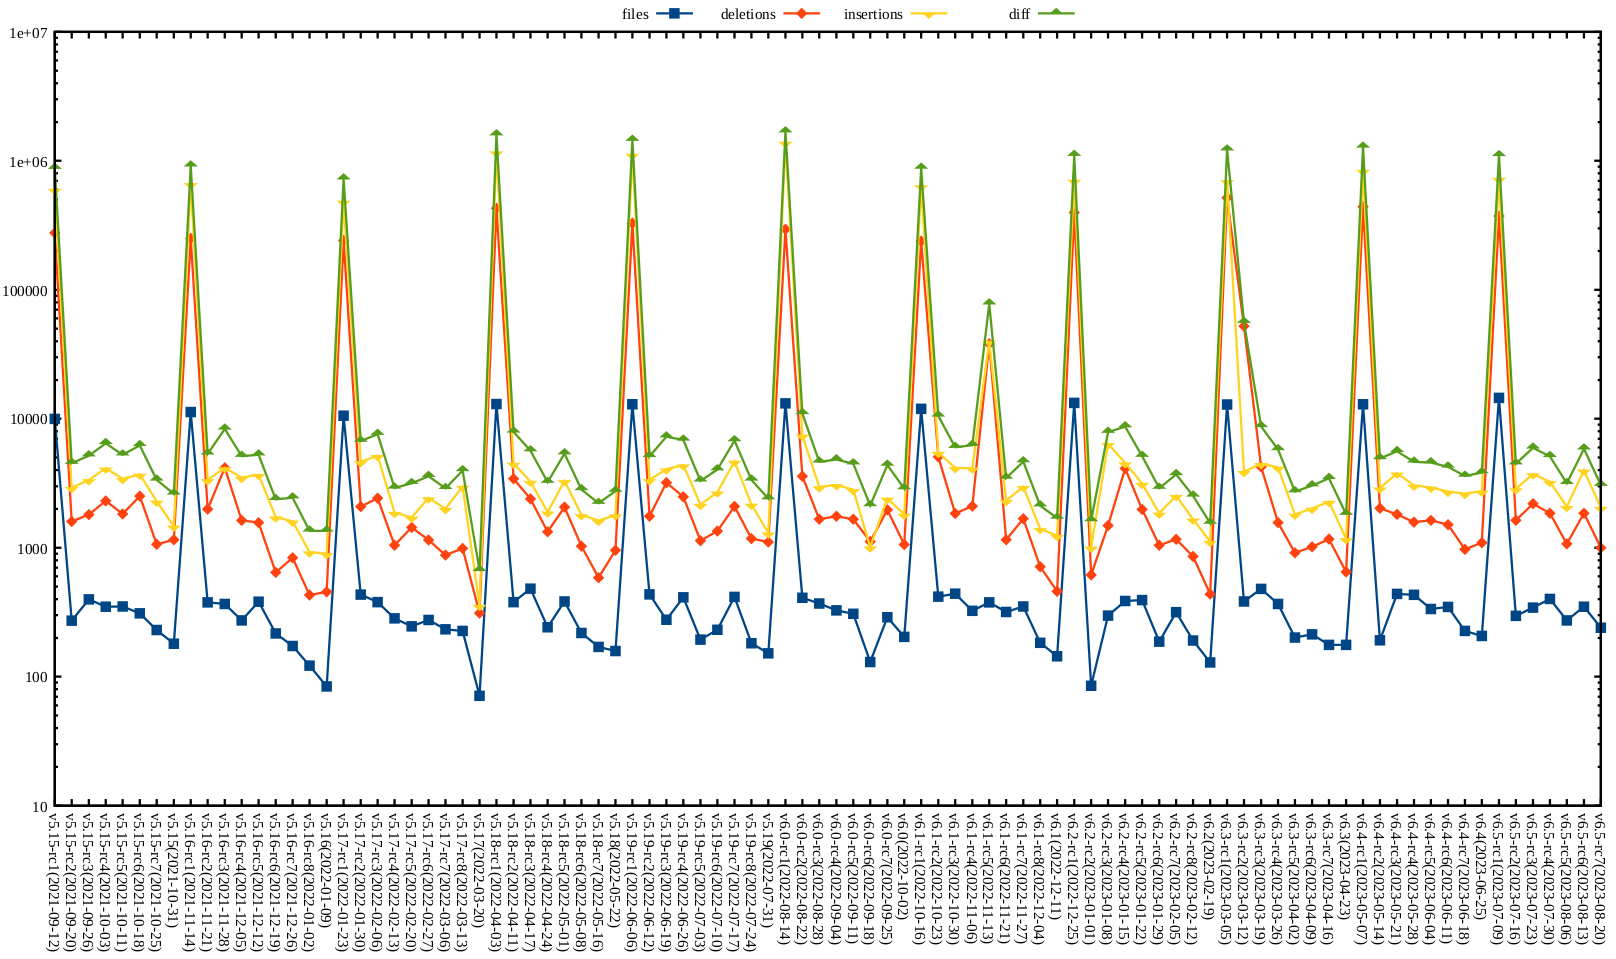 files deletions insertions diff
1e+07
1e+06
100000
10000
1000
100
10
v5.15-rc1(2021-09-12)
v5.15-rc2(2021-09-20)
v5.15-rc3(2021-09-26)
v5.15-rc4(2021-10-03)
v5.15-rc5(2021-10-11)
v5.15-rc6(2021-10-18)
v5.15-rc7(2021-10-25)
v5.15(2021-10-31)
v5.16-rc1(2021-11-14)
v5.16-rc2(2021-11-21)
v5.16-rc3(2021-11-28)
v5.16-rc4(2021-12-05)
v5.16-rc5(2021-12-12)
v5.16-rc6(2021-12-19)
v5.16-rc7(2021-12-26)
v5.16-rc8(2022-01-02)
v5.16(2022-01-09)
v5.17-rc1(2022-01-23)
v5.17-rc2(2022-01-30)
v5.17-rc3(2022-02-06)
v5.17-rc4(2022-02-13)
v5.17-rc5(2022-02-20)
v5.17-rc6(2022-02-27)
v5.17-rc7(2022-03-06)
v5.17-rc8(2022-03-13)
v5.17(2022-03-20)
v5.18-rc1(2022-04-03)
v5.18-rc2(2022-04-11)
v5.18-rc3(2022-04-17)
v5.18-rc4(2022-04-24)
v5.18-rc5(2022-05-01)
v5.18-rc6(2022-05-08)
v5.18-rc7(2022-05-16)
v5.18(2022-05-22)
v5.19-rc1(2022-06-06)
v5.19-rc2(2022-06-12)
v5.19-rc3(2022-06-19)
v5.19-rc4(2022-06-26)
v5.19-rc5(2022-07-03)
v5.19-rc6(2022-07-10)
v5.19-rc7(2022-07-17)
v5.19-rc8(2022-07-24)
v5.19(2022-07-31)
v6.0-rc1(2022-08-14)
v6.0-rc2(2022-08-22)
v6.0-rc3(2022-08-28)
v6.0-rc4(2022-09-04)
v6.0-rc5(2022-09-11)
v6.0-rc6(2022-09-18)
v6.0-rc7(2022-09-25)
v6.0(2022-10-02)
v6.1-rc1(2022-10-16)
v6.1-rc2(2022-10-23)
v6.1-rc3(2022-10-30)
v6.1-rc4(2022-11-06)
v6.1-rc5(2022-11-13)
v6.1-rc6(2022-11-21)
v6.1-rc7(2022-11-27)
v6.1-rc8(2022-12-04)
v6.1(2022-12-11)
v6.2-rc1(2022-12-25)
v6.2-rc2(2023-01-01)
v6.2-rc3(2023-01-08)
v6.2-rc4(2023-01-15)
v6.2-rc5(2023-01-22)
v6.2-rc6(2023-01-29)
v6.2-rc7(2023-02-05)
v6.2-rc8(2023-02-12)
v6.2(2023-02-19)
v6.3-rc1(2023-03-05)
v6.3-rc2(2023-03-12)
v6.3-rc3(2023-03-19)
v6.3-rc4(2023-03-26)
v6.3-rc5(2023-04-02)
v6.3-rc6(2023-04-09)
v6.3-rc7(2023-04-16)
v6.3(2023-04-23)
v6.4-rc1(2023-05-07)
v6.4-rc2(2023-05-14)
v6.4-rc3(2023-05-21)
v6.4-rc4(2023-05-28)
v6.4-rc5(2023-06-04)
v6.4-rc6(2023-06-11)
v6.4-rc7(2023-06-18)
v6.4(2023-06-25)
v6.5-rc1(2023-07-09)
v6.5-rc2(2023-07-16)
v6.5-rc3(2023-07-23)
v6.5-rc4(2023-07-30)
v6.5-rc5(2023-08-06)
v6.5-rc6(2023-08-13)
v6.5-rc7(2023-08-20)